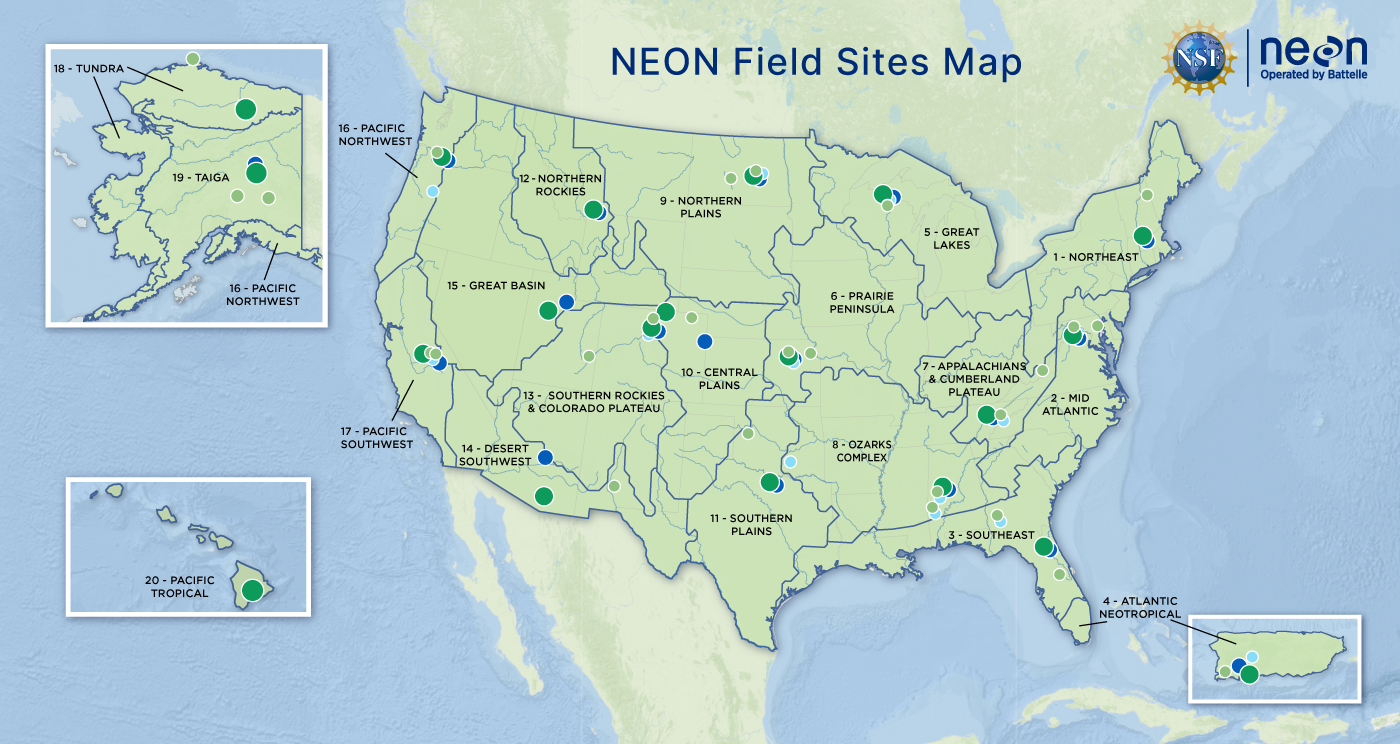 NEON Field Sites Map
NSF
neon
Operated by Battelle
18 - TUNDRA
19 - TAIGA
16 - PACIFIC
NORTHWEST
16 - PACIFIC
NORTHWEST
12 - NORTHERN
ROCKIES
9 - NORTHERN
PLAINS
5 - GREAT
LAKES
1 - NORTHEAST
15 - GREAT BASIN
6 - PRAIRIE
PENINSULA
10 - CENTRAL
PLAINS
7 - APPALACHIANS
& CUMBERLAND
PLATEAU
2 - MID
ATLANTIC
13 - SOUTHERN ROCKIES
& COLORADO PLATEAU
17 - PACIFIC
SOUTHWEST
14 - DESERT
SOUTHWEST
8 - OZARKS
COMPLEX
11 - SOUTHERN
PLAINS
3 - SOUTHEAST
20 - PACIFIC
TROPICAL
4 - ATLANTIC
NEOTROPICAL